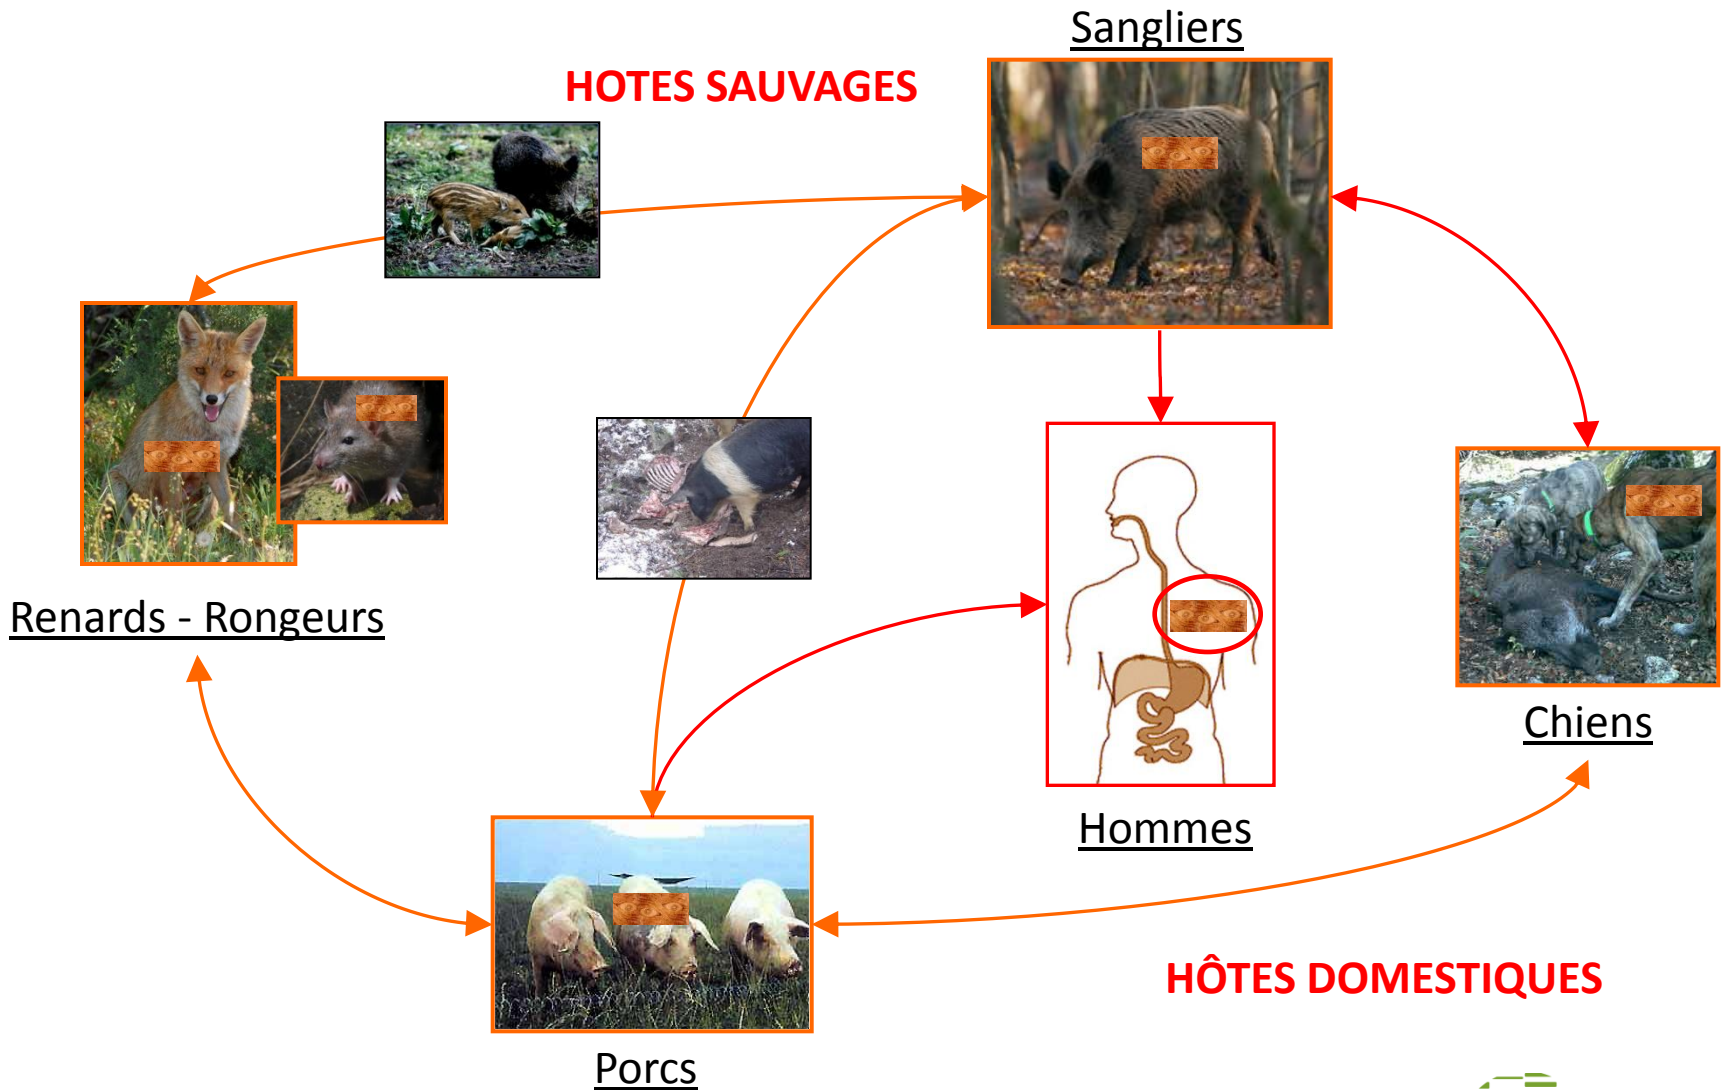 Sangliers
HOTES SAUVAGES
Renards - Rongeurs
Chiens
Hommes
HÔTES DOMESTIQUES
Porcs